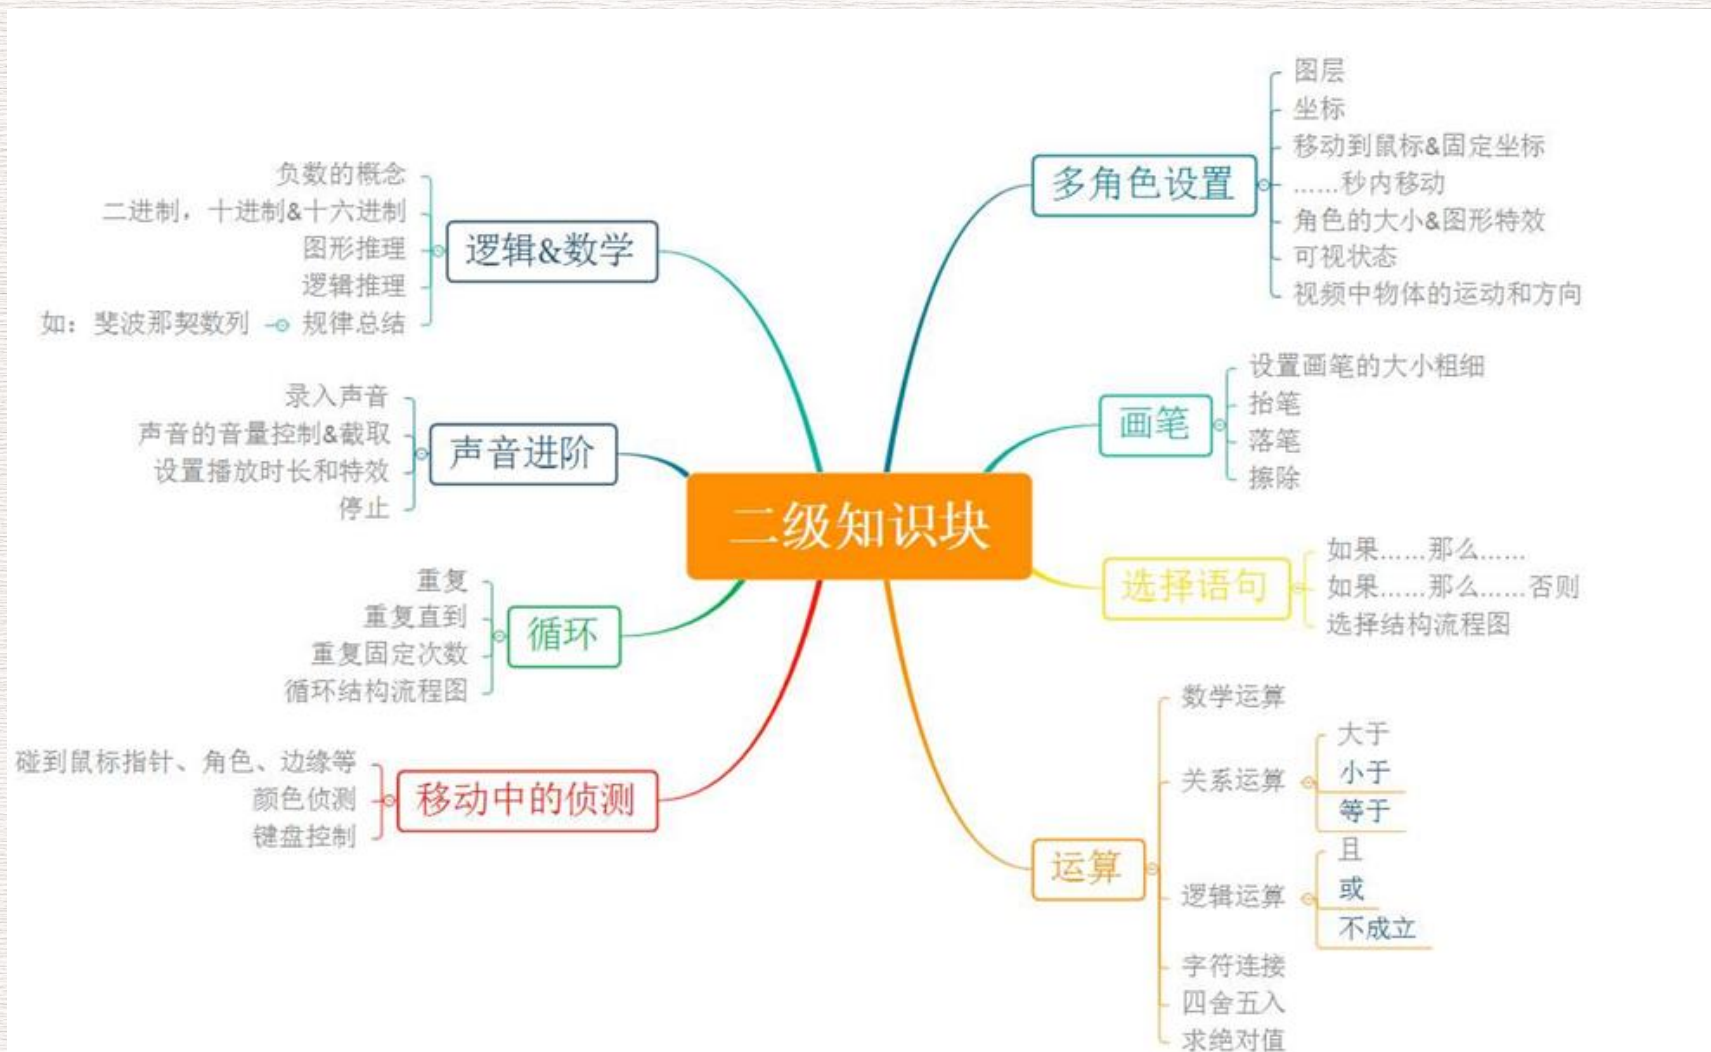 二级知识块
多角色设置
图层
坐标
移动到鼠标&固定坐标
……秒内移动
角色的大小&图形特效
可视状态
视频中物体的运动和方向
画笔
设置画笔的大小粗细
抬笔
落笔
擦除
选择语句
如果……那么……
如果……那么……否则
选择结构流程图
运算
数学运算
关系运算
大于
小于
等于
逻辑运算
且
或
不成立
字符连接
四舍五入
求绝对值
逻辑&数学
负数的概念
二进制，十进制&十六进制
图形推理
逻辑推理
规律总结
如：斐波那契数列
声音进阶
录入声音
声音的音量控制&截取
设置播放时长和特效
停止
循环
重复
重复直到
重复固定次数
循环结构流程图
移动中的侦测
碰到鼠标指针、角色、边缘等
颜色侦测
键盘控制